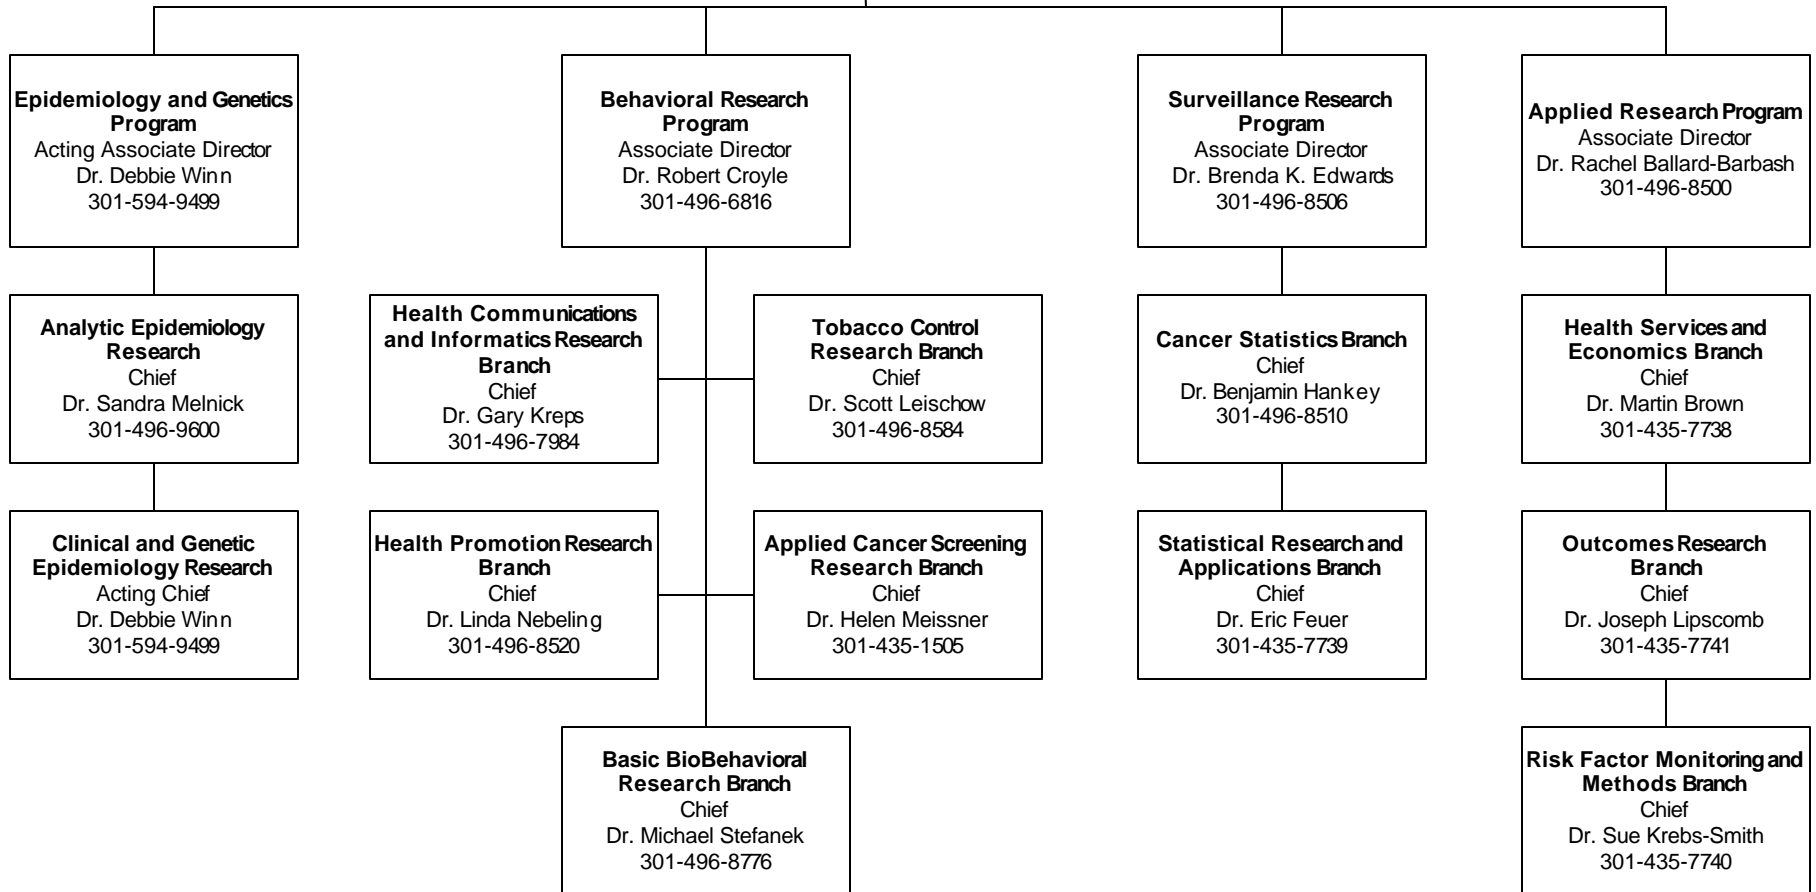 Epidemiology and Genetics
Program
Acting Associate Director
Dr. Debbie Winn
301-594-9499
Behavioral Research
Program
Associate Director
Dr. Robert Croyle
301-496-6816
Surveillance Research
Program
Associate Director
Dr. Brenda K. Edwards
301-496-8506
Applied Research Program
Associate Director
Dr. Rachel Ballard-Barbash
301-496-8500
Analytic Epidemiology
Research
Chief
Dr. Sandra Melnick
301-496-9600
Health Communications
and Informatics Research
Branch
Chief
Dr. Gary Kreps
301-496-7984
Tobacco Control
Research Branch
Chief
Dr. Scott Leischow
301-496-8584
Cancer Statistics Branch
Chief
Dr. Benjamin Hankey
301-496-8510
Health Services and
Economics Branch
Chief
Dr. Martin Brown
301-435-7738
Clinical and Genetic
Epidemiology Research
Acting Chief
Dr. Debbie Winn
301-594-9499
Health Promotion Research
Branch
Chief
Dr. Linda Nebeling
301-496-8520
Applied Cancer Screening
Research Branch
Chief
Dr. Helen Meissner
301-435-1505
Statistical Research and
Applications Branch
Chief
Dr. Eric Feuer
301-435-7739
Outcomes Research
Branch
Chief
Dr. Joseph Lipscomb
301-435-7741
Basic BioBehavioral
Research Branch
Chief
Dr. Michael Stefanek
301-496-8776
Risk Factor Monitoring and
Methods Branch
Chief
Dr. Sue Krebs-Smith
301-435-7740